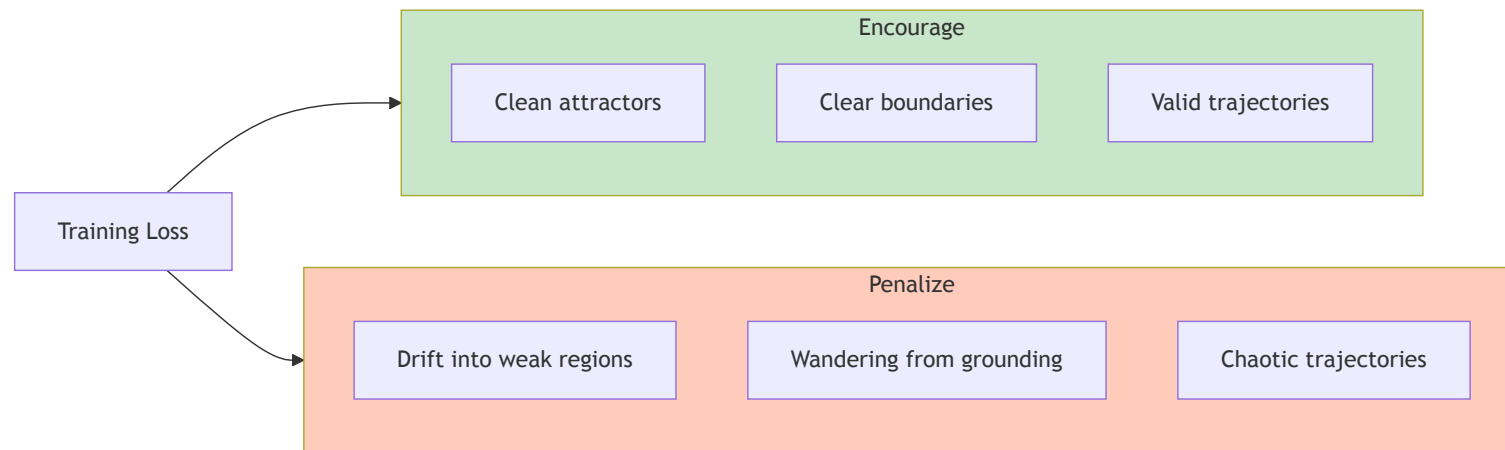 Encourage
Clean attractors
Clear boundaries
Valid trajectories
Training Loss
Penalize
Drift into weak regions
Wandering from grounding
Chaotic trajectories